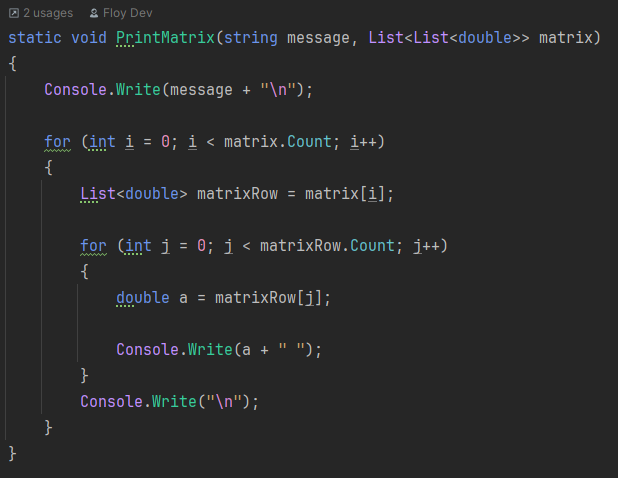 2 usages Floy Dev
static void PrintMatrix(string message, List<List<double>> matrix)
{
    Console.Write(message + "\n");
    for (int i = 0; i < matrix.Count; i++)
    {
        List<double> matrixRow = matrix[i];
        for (int j = 0; j < matrixRow.Count; j++)
        {
            double a = matrixRow[j];
            Console.Write(a + " ");
        }
        Console.Write("\n");
    }
}